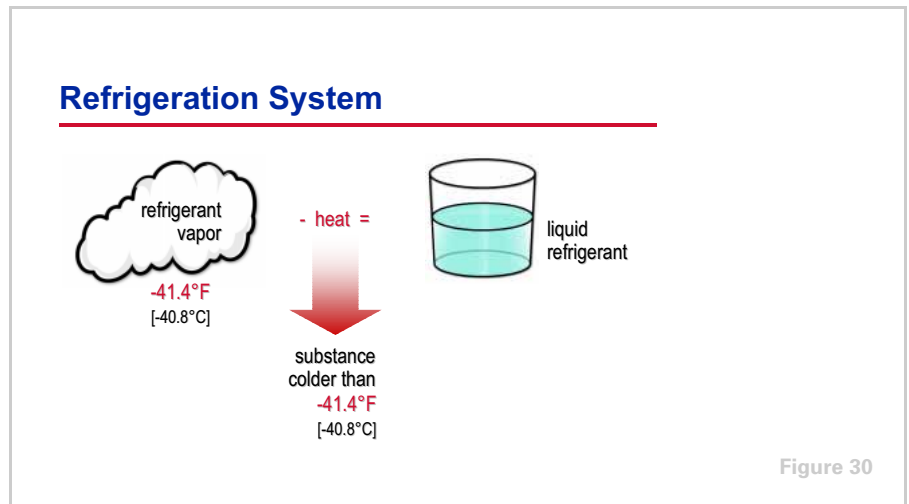 Refrigeration System
refrigerant
vapor
-41.4°F
[-40.8°C]
- heat =
substance
colder than
-41.4°F
[-40.8°C]
liquid
refrigerant
Figure 30